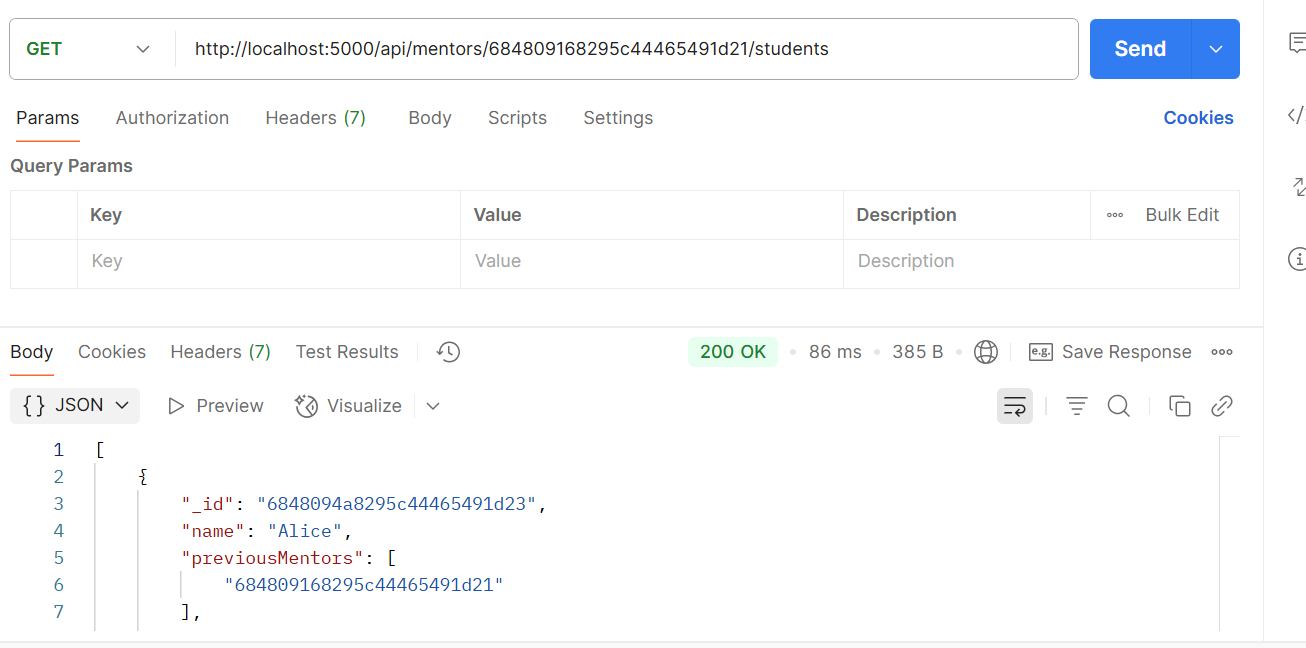 GET http://localhost:5000/api/mentors/684809168295c44465491d21/students Send
Params Authorization Headers (7) Body Scripts Settings Cookies
Query Params
Key Value Description Bulk Edit
Key Value Description
Body Cookies Headers (7) Test Results 200 OK 86 ms 385 B e.g. Save Response
{} JSON Preview Visualize
1 [
2 {
3 "_id": "6848094a8295c44465491d23",
4 "name": "Alice",
5 "previousMentors": [
6 "684809168295c44465491d21"
7 ],